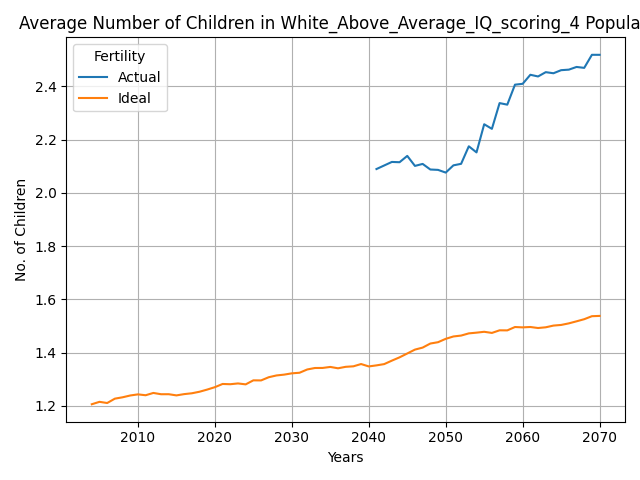 Average Number of Children in White_Above_Average_IQ_scoring_4 Popula
Fertility
Actual
Ideal
No. of Children
2.4
2.2
2.0
1.8
1.6
1.4
1.2
2010 2020 2030 2040 2050 2060 2070
Years